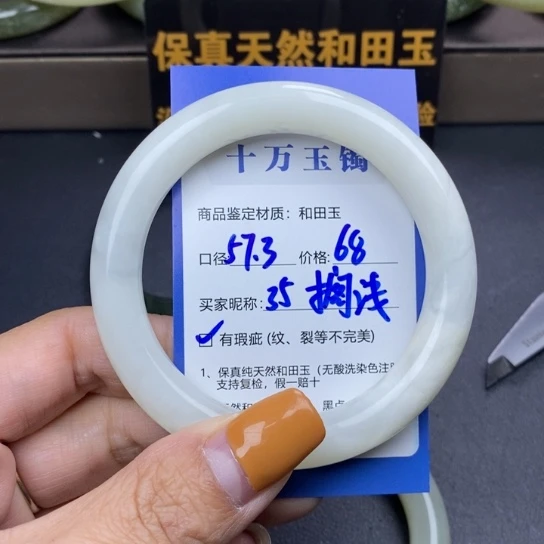 保真天然和田玉
十万玉镯
商品鉴定材质：和田玉
口径 57.3 价格: 68
买家昵称: 35 掬浅
有瑕疵 (纹、裂等不完美)
1、保真纯天然和田玉（无酸洗染色注
支持复检，假一赔十